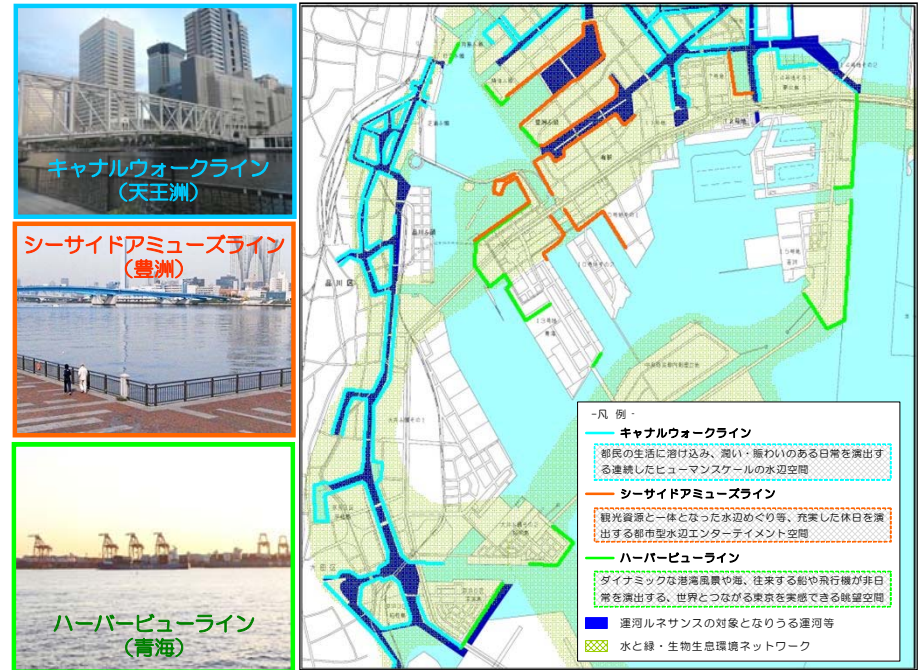 キャナルウォークライン
（天王洲）
シーサイドアミューズライン
（豊洲）
ハーバービューライン
（青海）
品川区
大田区
-凡 例-
キャナルウォークライン
都民の生活に溶け込み、潤い・賑わいのある日常を演出す
る連続したヒューマンスケールの水辺空間
シーサイドアミューズライン
観光資源と一体となった水辺めぐり等、充実した休日を演
出する都市型水辺エンターテイメント空間
ハーバービューライン
ダイナミックな港湾風景や海、往来する船や飛行機が非日
常を演出する、世界とつながる東京を実感できる眺望空間
運河ルネサンスの対象となりうる運河等
水と緑・生物生息環境ネットワーク